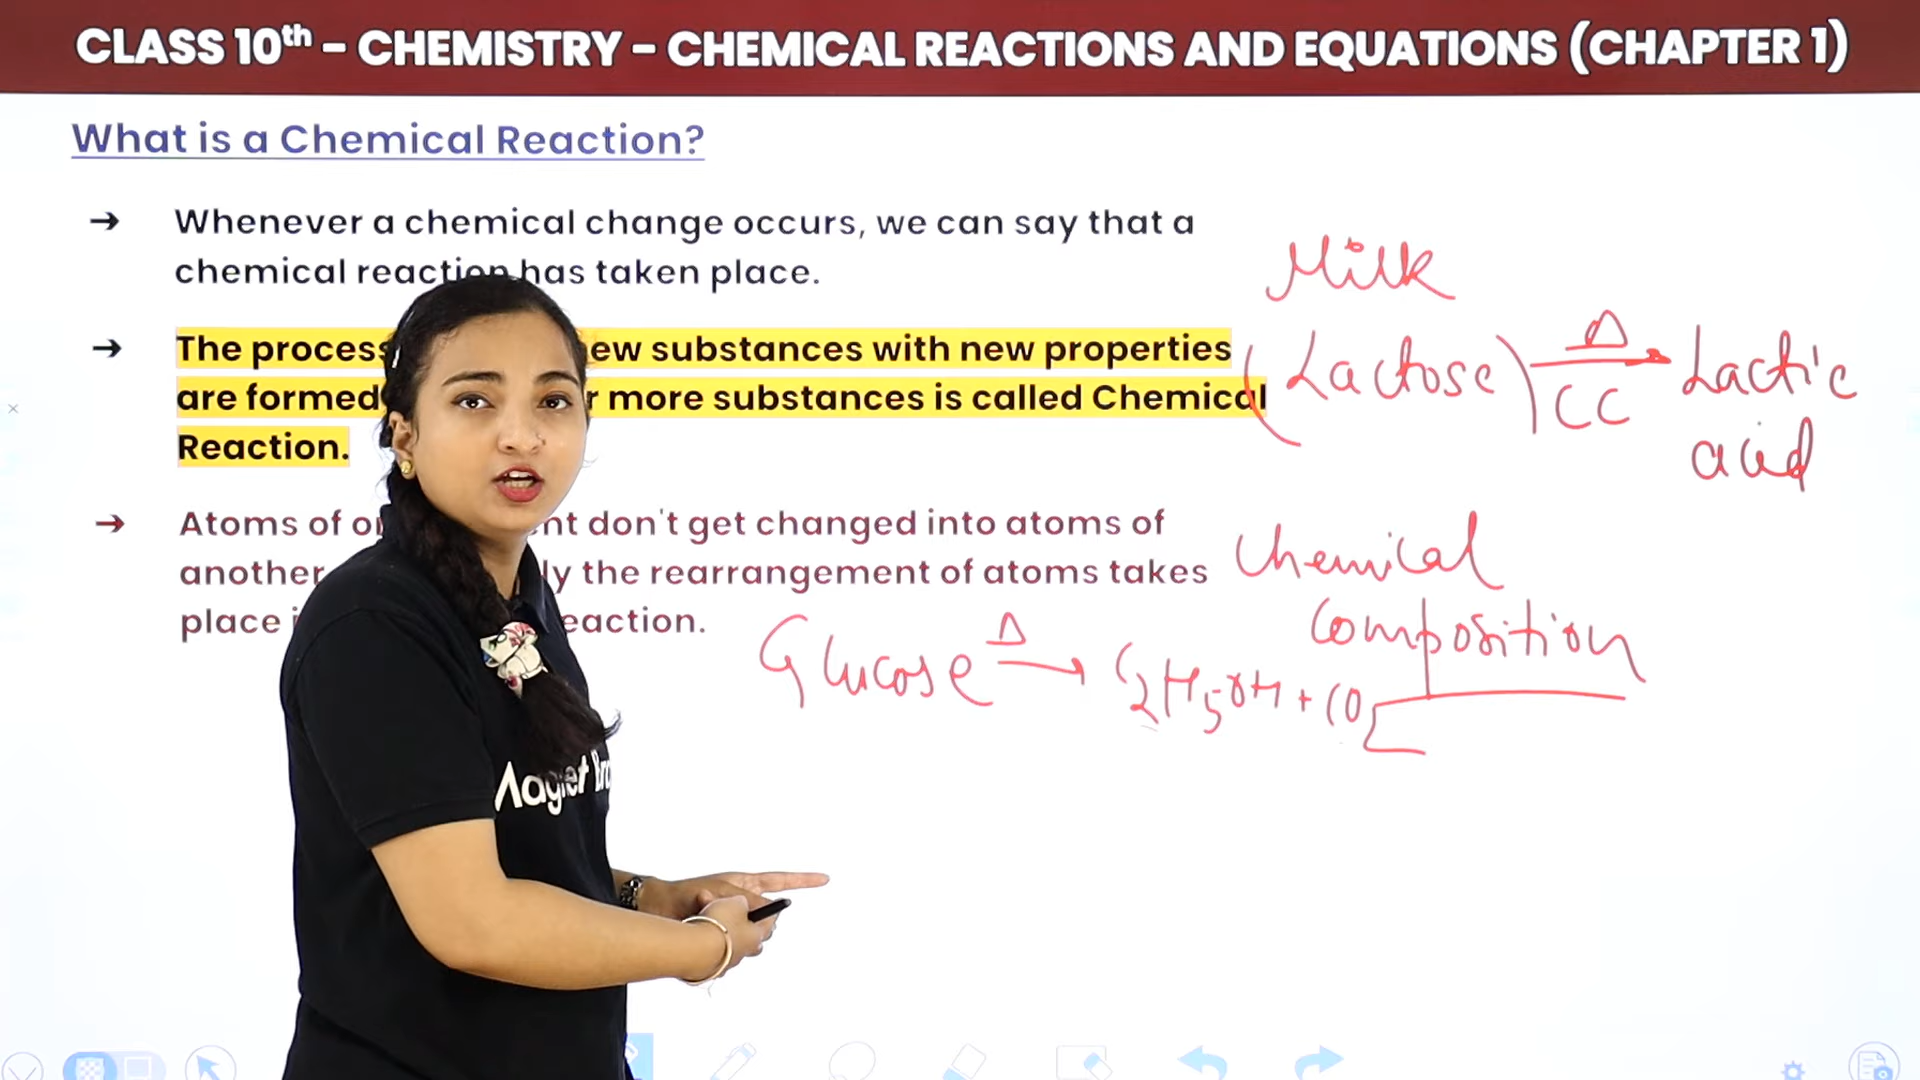 CLASS 10th - CHEMISTRY - CHEMICAL REACTIONS AND EQUATIONS (CHAPTER 1)
What is a Chemical Reaction?
➔ Whenever a chemical change occurs, we can say that a
chemical reaction has taken place.
➔ The process ew substances with new properties
are formed r more substances is called Chemical
Reaction.
➔ Atoms of o nt don't get changed into atoms of
another ly the rearrangement of atoms takes
place i eaction.
Milk
(Lactose) Δ CC → Lactic
acid
Chemical
Composition
Glucose Δ → C2H5OH + CO2
Magnet Bra